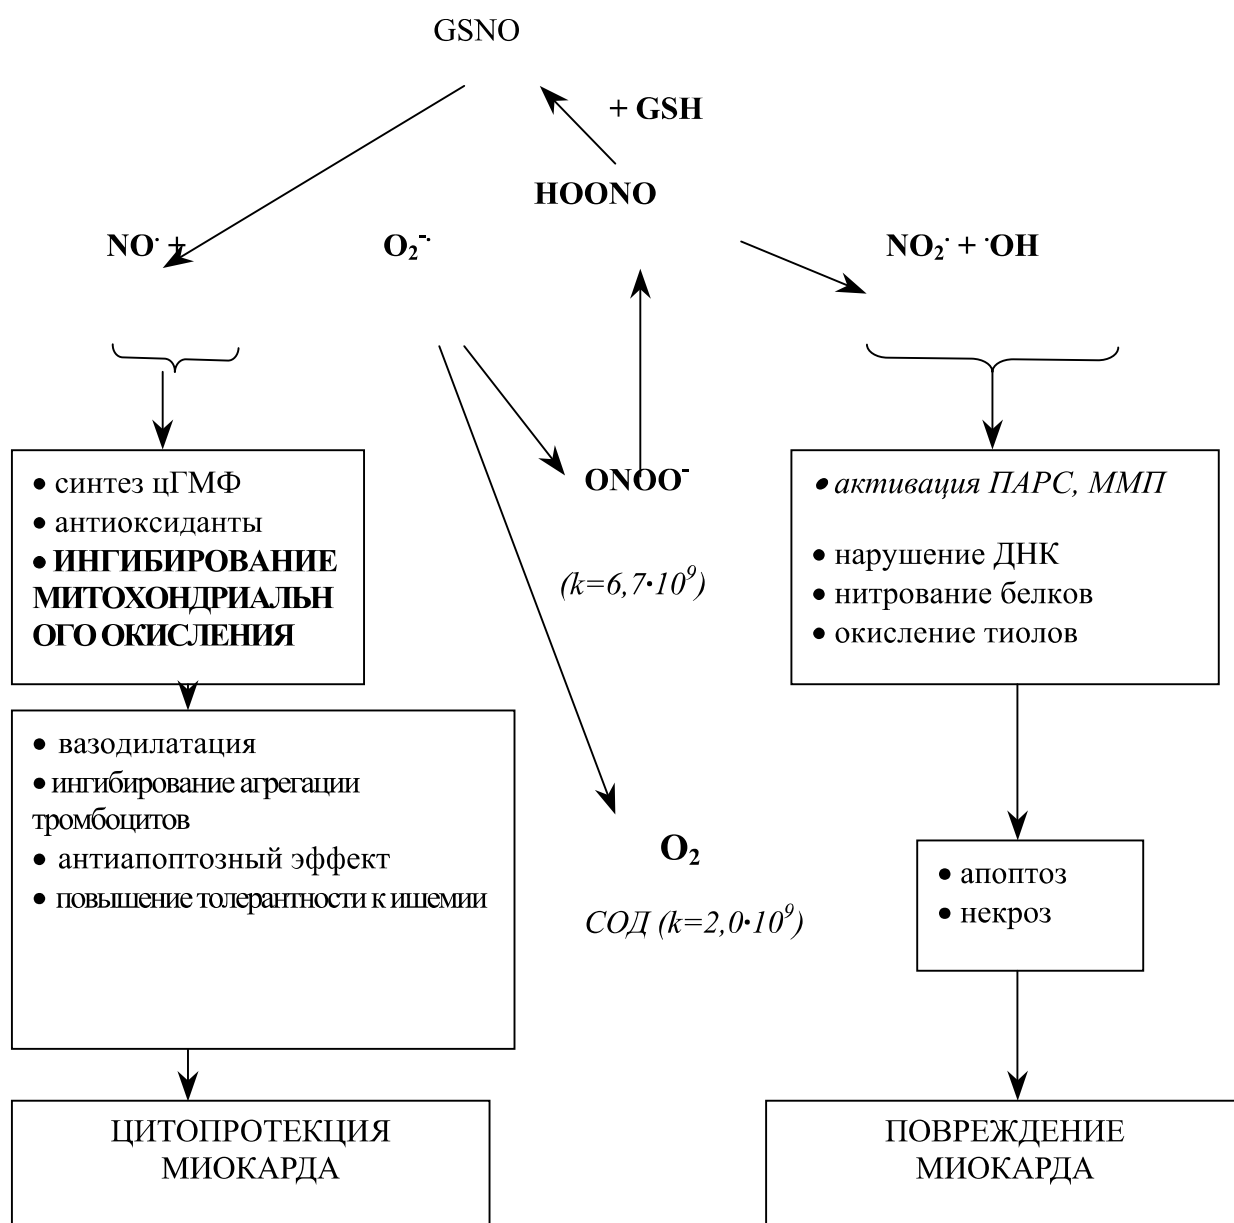 GSNO
+ GSH
HOONO
NO· +
O₂⁻·
NO₂· + ·OH
• синтез цГМФ
• антиоксиданты
• ИНГИБИРОВАНИЕ
МИТОХОНДРИАЛЬН
ОГО ОКИСЛЕНИЯ
ONOO⁻
(k=6,7·10⁹)
• активация ПАРС, ММП
• нарушение ДНК
• нитрование белков
• окисление тиолов
• вазодилатация
• ингибирование агрегации
тромбоцитов
• антиапоптозный эффект
• повышение толерантности к ишемии
O₂
СОД (k=2,0·10⁹)
• апоптоз
• некроз
ЦИТОПРОТЕКЦИЯ
МИОКАРДА
ПОВРЕЖДЕНИЕ
МИОКАРДА